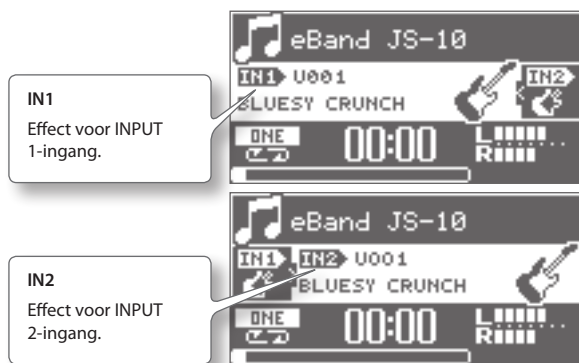 eBand JS-10
IN1 U001
IN2
BLUESY CRUNCH
ONE
00:00
L
R
IN1
Effect voor INPUT
1-ingang.
eBand JS-10
IN1 IN2 U001
BLUESY CRUNCH
ONE
00:00
L
R
IN2
Effect voor INPUT
2-ingang.